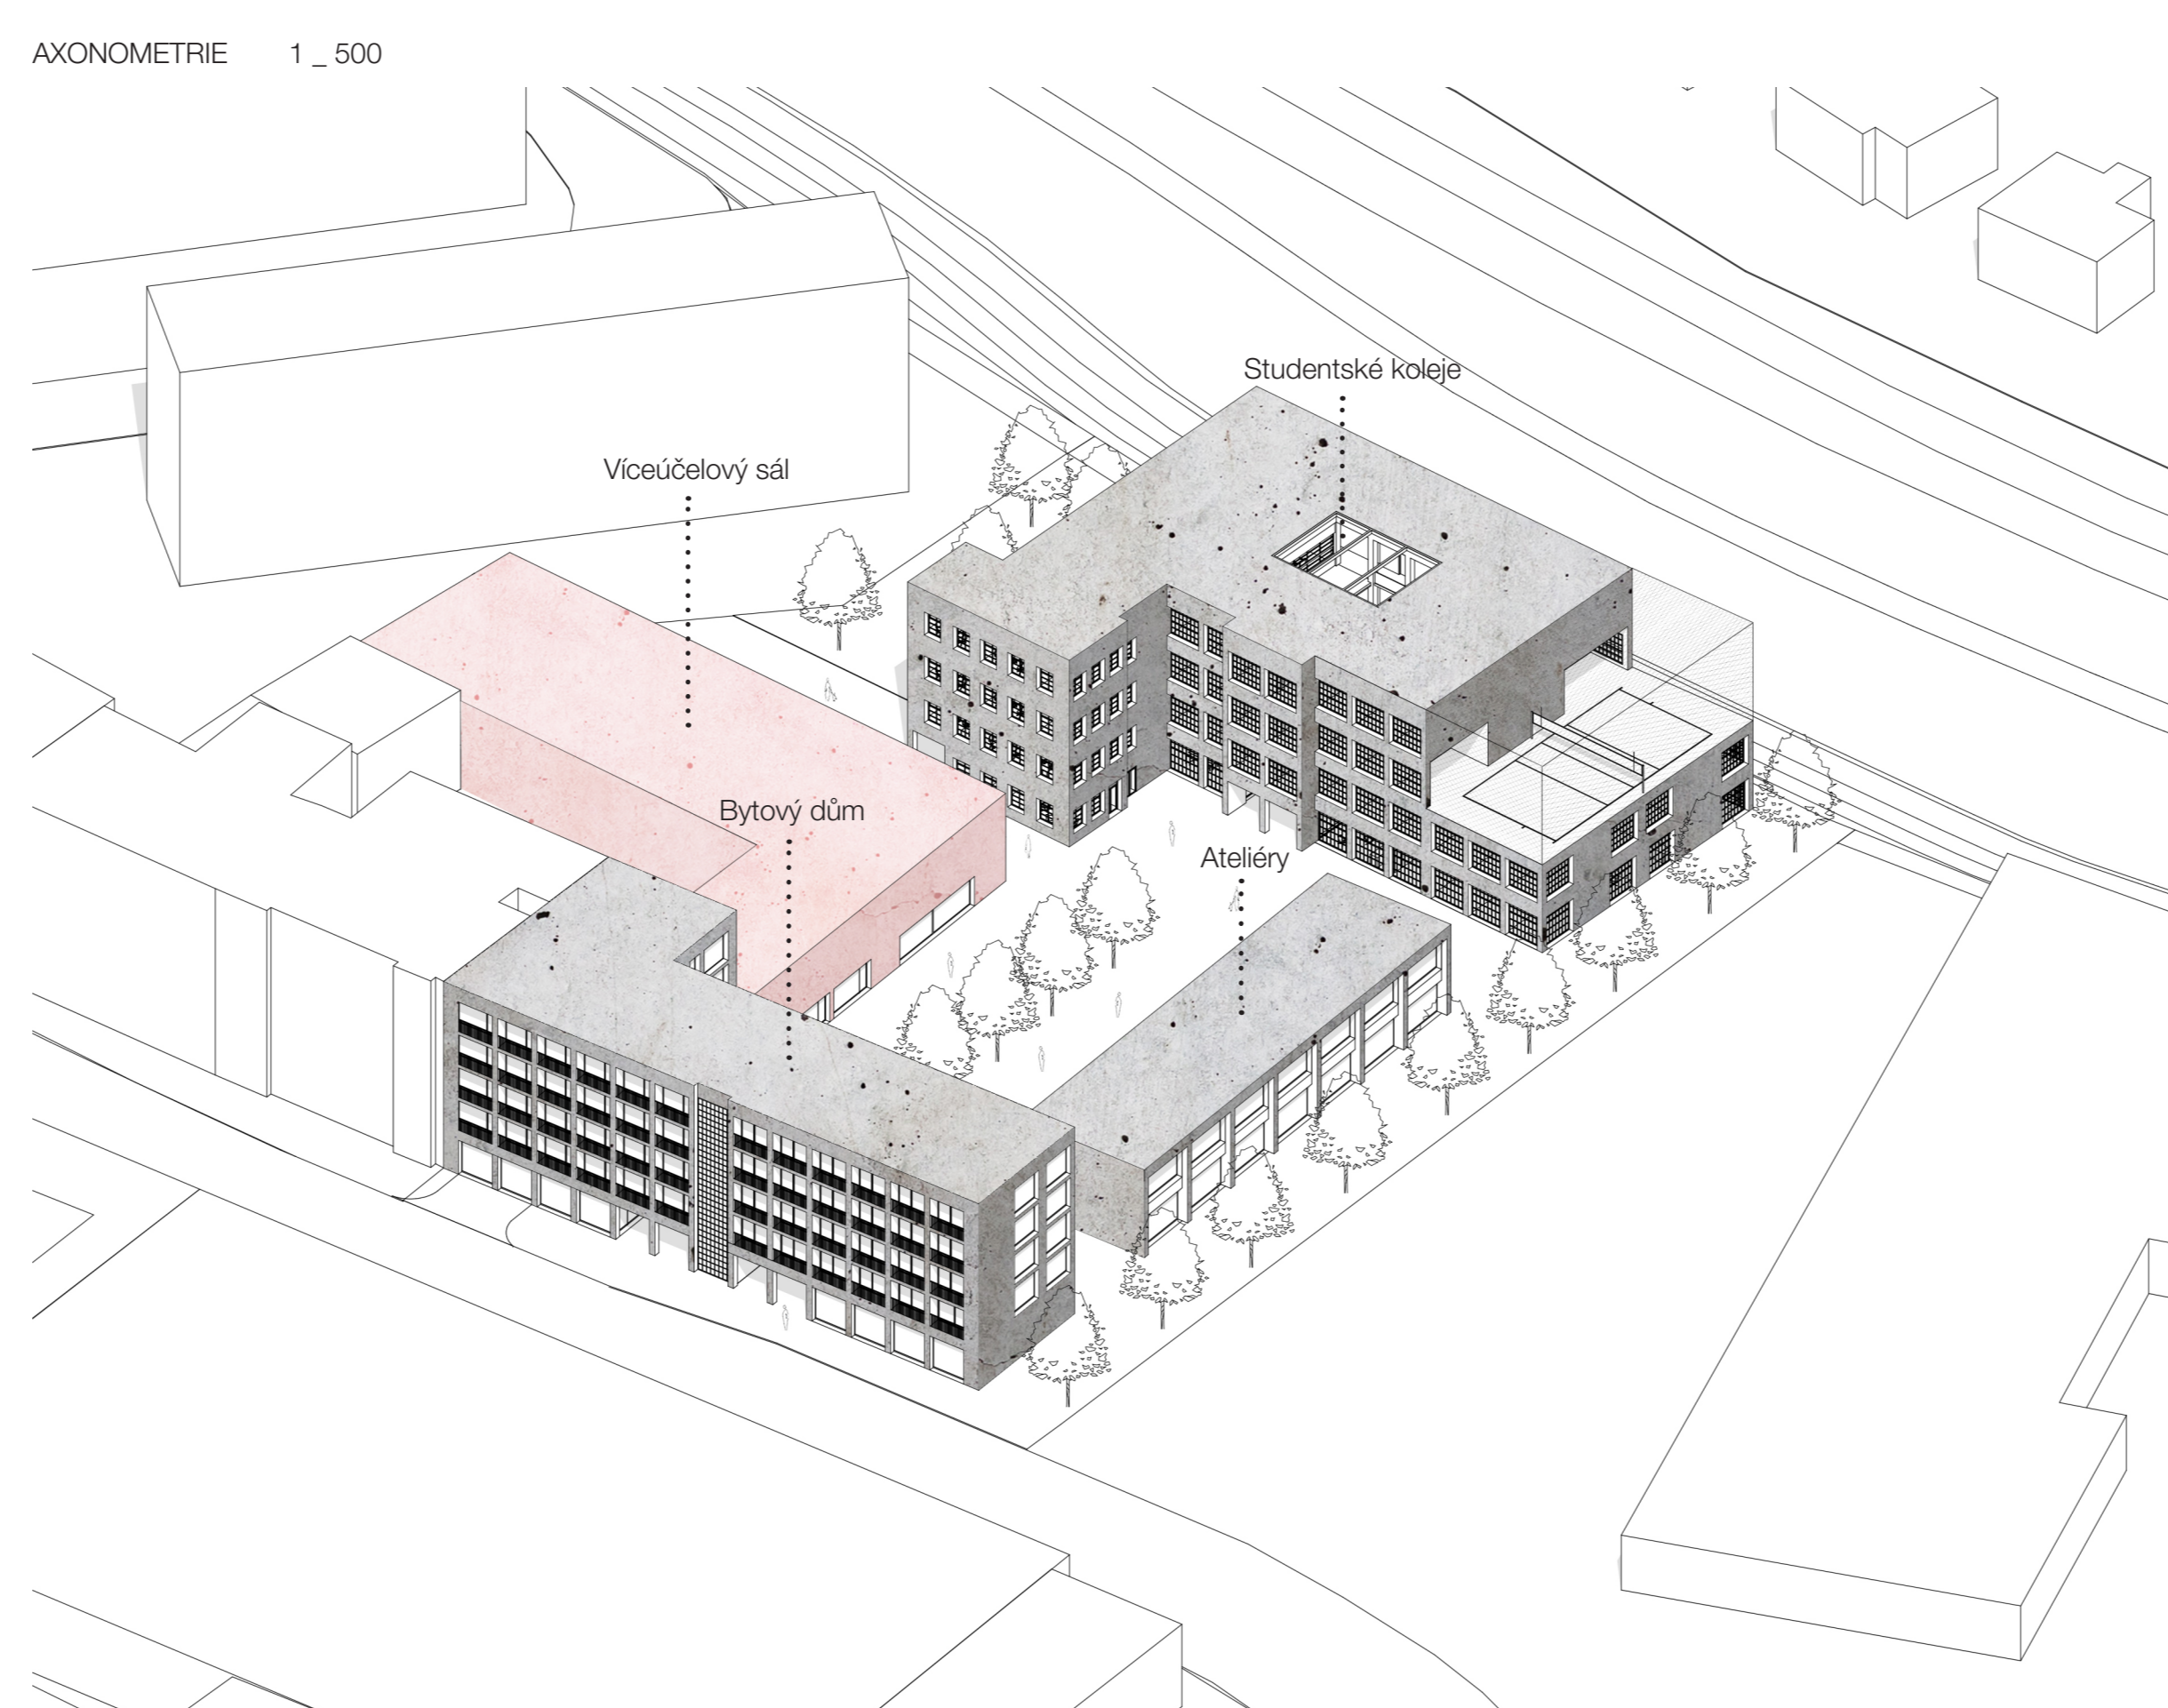 AXONOMETRIE 1 _ 500
Studentské koleje
Víceúčelový sál
Bytový dům
Ateliéry